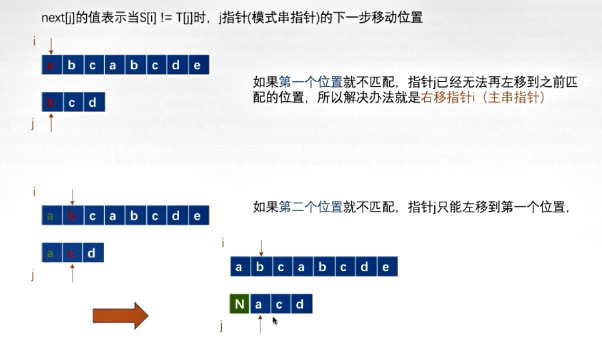 next[j]的值表示当S[i] != T[j]时，j指针(模式串指针)的下一步移动位置
i
b c a b c d e
如果第一个位置就不匹配，指针j已经无法再左移到之前匹
配的位置，所以解决办法就是右移指针i（主串指针）
c d
j
i
如果第二个位置就不匹配，指针j只能左移到第一个位置，
a b c a b c d e
a c d
j
i
a b c a b c d e
N a c d
j